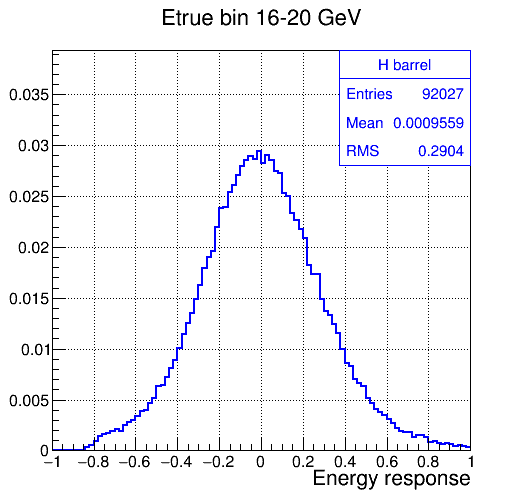 Etrue bin 16-20 GeV
H barrel
Entries 92027
Mean 0.0009559
RMS 0.2904
0.035
0.03
0.025
0.02
0.015
0.01
0.005
0
−1 −0.8 −0.6 −0.4 −0.2 0 0.2 0.4 0.6 0.8 1
Energy response